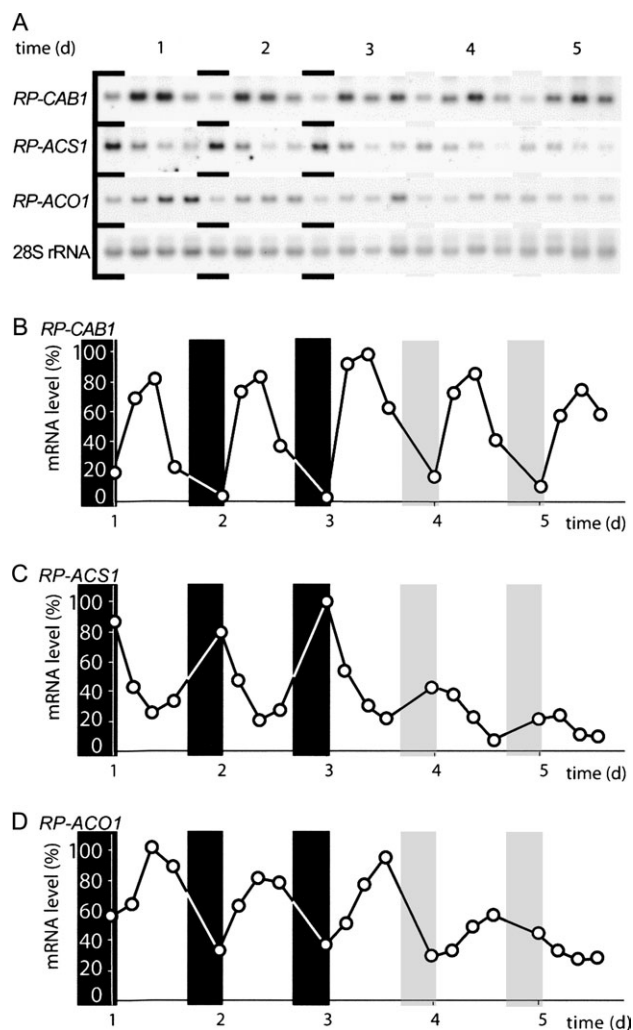 A
time (d) 1 2 3 4 5
RP-CAB1
RP-ACS1
RP-ACO1
28S rRNA
B RP-CAB1
mRNA level (%)
100
80
60
40
20
0
1 2 3 4 5 time (d)
C RP-ACS1
mRNA level (%)
100
80
60
40
20
0
1 2 3 4 5 time (d)
D RP-ACO1
mRNA level (%)
100
80
60
40
20
0
1 2 3 4 5 time (d)